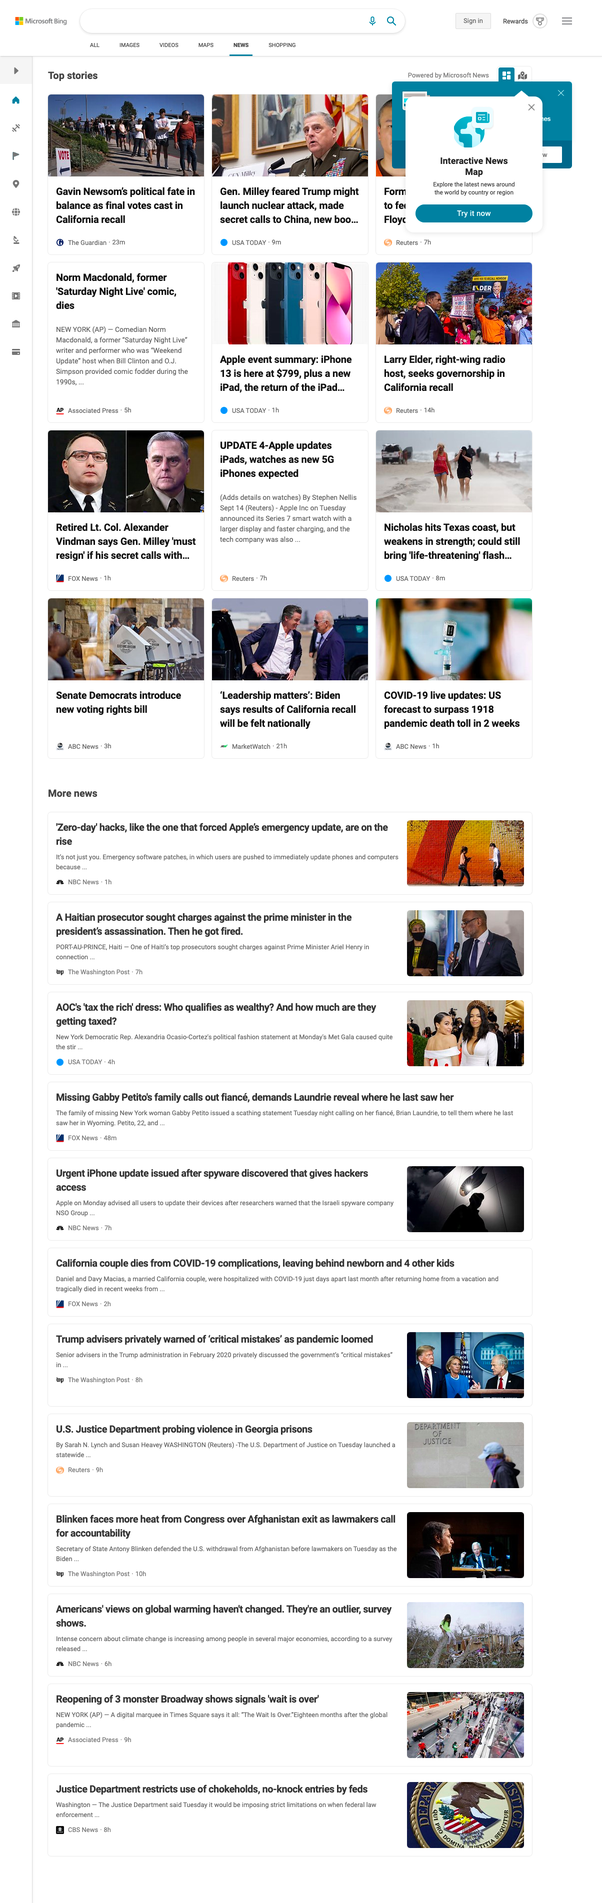 Microsoft Bing
Sign in
Rewards
ALL
IMAGES
VIDEOS
MAPS
NEWS
SHOPPING
Top stories
Powered by Microsoft News
Interactive News
Map
Explore the latest news around
the world by country or region
Try it now
VOTE
Gavin Newsom's political fate in
balance as final votes cast in
California recall
The Guardian · 23m
Gen. Milley feared Trump might
launch nuclear attack, made
secret calls to China, new boo...
USA TODAY · 9m
Form
to fe
Floyd
Reuters · 7h
Norm Macdonald, former
'Saturday Night Live' comic,
dies
NEW YORK (AP) — Comedian Norm
Macdonald, a former "Saturday Night Live"
writer and performer who was "Weekend
Update" host when Bill Clinton and O.J.
Simpson provided comic fodder during the
1990s, ...
AP Associated Press · 5h
Apple event summary: iPhone
13 is here at $799, plus a new
iPad, the return of the iPad...
USA TODAY · 1h
ELDER
Larry Elder, right-wing radio
host, seeks governorship in
California recall
Reuters · 14h
Retired Lt. Col. Alexander
Vindman says Gen. Milley 'must
resign' if his secret calls with...
FOX News · 1h
UPDATE 4-Apple updates
iPads, watches as new 5G
iPhones expected
(Adds details on watches) By Stephen Nellis
Sept 14 (Reuters) - Apple Inc on Tuesday
announced its Series 7 smart watch with a
larger display and faster charging, and the
tech company was also ...
Reuters · 7h
Nicholas hits Texas coast, but
weakens in strength; could still
bring 'life-threatening' flash...
USA TODAY · 8m
Senate Democrats introduce
new voting rights bill
ABC News · 3h
'Leadership matters': Biden
says results of California recall
will be felt nationally
MarketWatch · 21h
COVID-19 live updates: US
forecast to surpass 1918
pandemic death toll in 2 weeks
ABC News · 1h
More news
'Zero-day' hacks, like the one that forced Apple's emergency update, are on the
rise
It's not just you. Emergency software patches, in which users are pushed to immediately update phones and computers
because ...
NBC News · 1h
A Haitian prosecutor sought charges against the prime minister in the
president's assassination. Then he got fired.
PORT-AU-PRINCE, Haiti — One of Haiti's top prosecutors sought charges against Prime Minister Ariel Henry in
connection ...
wp The Washington Post · 7h
AOC's 'tax the rich' dress: Who qualifies as wealthy? And how much are they
getting taxed?
New York Democratic Rep. Alexandria Ocasio-Cortez's political fashion statement at Monday's Met Gala caused quite
the stir ...
USA TODAY · 4h
Missing Gabby Petito's family calls out fiancé, demands Laundrie reveal where he last saw her
The family of missing New York woman Gabby Petito issued a scathing statement Tuesday night calling on her fiancé, Brian Laundrie, to tell them where he last
saw her in Wyoming. Petito, 22, and ...
FOX News · 48m
Urgent iPhone update issued after spyware discovered that gives hackers
access
Apple on Monday advised all users to update their devices after researchers warned that the Israeli spyware company
NSO Group ...
NBC News · 7h
California couple dies from COVID-19 complications, leaving behind newborn and 4 other kids
Daniel and Davy Macias, a married California couple, were hospitalized with COVID-19 just days apart last month after returning home from a vacation and
tragically died in recent weeks from ...
FOX News · 2h
Trump advisers privately warned of 'critical mistakes' as pandemic loomed
Senior advisers in the Trump administration in February 2020 privately discussed the government's "critical mistakes"
in ...
wp The Washington Post · 8h
U.S. Justice Department probing violence in Georgia prisons
By Sarah N. Lynch and Susan Heavey WASHINGTON (Reuters) -The U.S. Department of Justice on Tuesday launched a
statewide ...
Reuters · 9h
DEPARTMENT
OF
JUSTICE
Blinken faces more heat from Congress over Afghanistan exit as lawmakers call
for accountability
Secretary of State Antony Blinken defended the U.S. withdrawal from Afghanistan before lawmakers on Tuesday as the
Biden ...
wp The Washington Post · 10h
Americans' views on global warming haven't changed. They're an outlier, survey
shows.
Intense concern about climate change is increasing among people in several major economies, according to a survey
released ...
NBC News · 6h
Reopening of 3 monster Broadway shows signals 'wait is over'
NEW YORK (AP) — A digital marquee in Times Square says it all: "The Wait Is Over."Eighteen months after the global
pandemic ...
AP Associated Press · 9h
Justice Department restricts use of chokeholds, no-knock entries by feds
Washington — The Justice Department said Tuesday it would be imposing strict limitations on when federal law
enforcement ...
CBS News · 8h